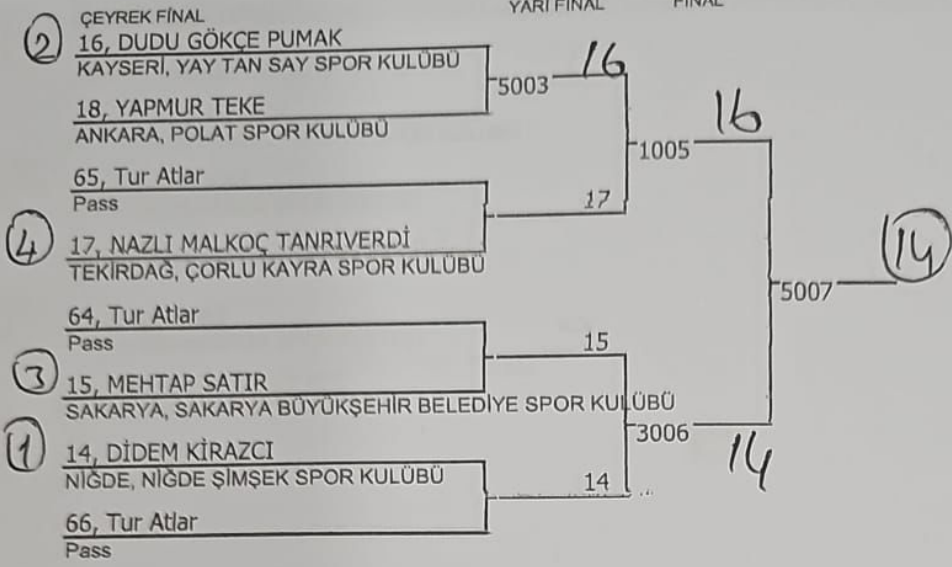 YARI FİNAL FİNAL
ÇEYREK FİNAL
2 16, DUDU GÖKÇE PUMAK
KAYSERİ, YAY TAN SAY SPOR KULÜBÜ
5003 16
18, YAPMUR TEKE
ANKARA, POLAT SPOR KULÜBÜ
1005 16
65, Tur Atlar
Pass
17
4 17, NAZLI MALKOÇ TANRIVERDİ
TEKİRDAĞ, ÇORLU KAYRA SPOR KULÜBÜ
5007 14
64, Tur Atlar
Pass
15
3 15, MEHTAP SATIR
SAKARYA, SAKARYA BÜYÜKŞEHİR BELEDİYE SPOR KULÜBÜ
3006 14
1 14, DİDEM KİRAZCI
NİĞDE, NİĞDE ŞİMŞEK SPOR KULÜBÜ
14
66, Tur Atlar
Pass